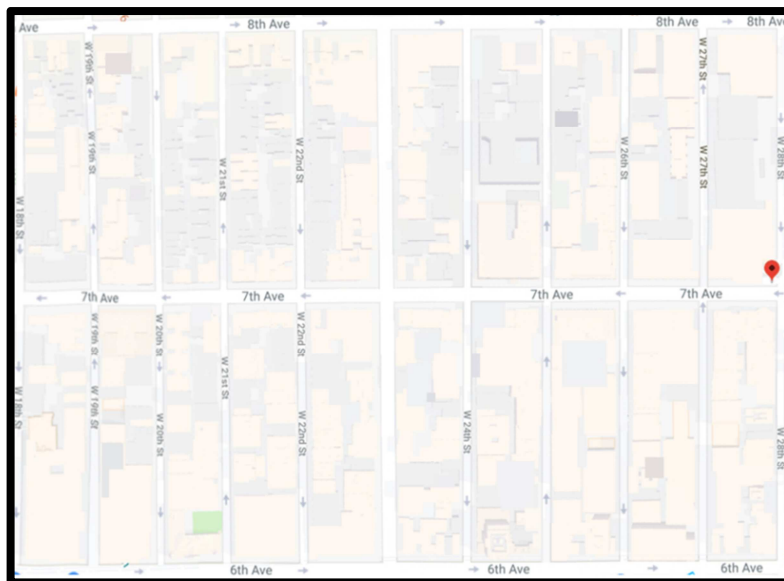 Ave
8th Ave
8th Ave
8th Ave
W 19th St
W 27th St
W 19th St
W 22nd St
W 26th St
W 27th St
W 28th St
W 21st St
W 18th St
7th Ave
7th Ave
7th Ave
7th Ave
W 19th St
W 20th St
W 22nd St
W 21st St
W 18th St
W 19th St
W 20th St
W 22nd St
W 24th St
W 28th St
6th Ave
6th Ave
6th Ave